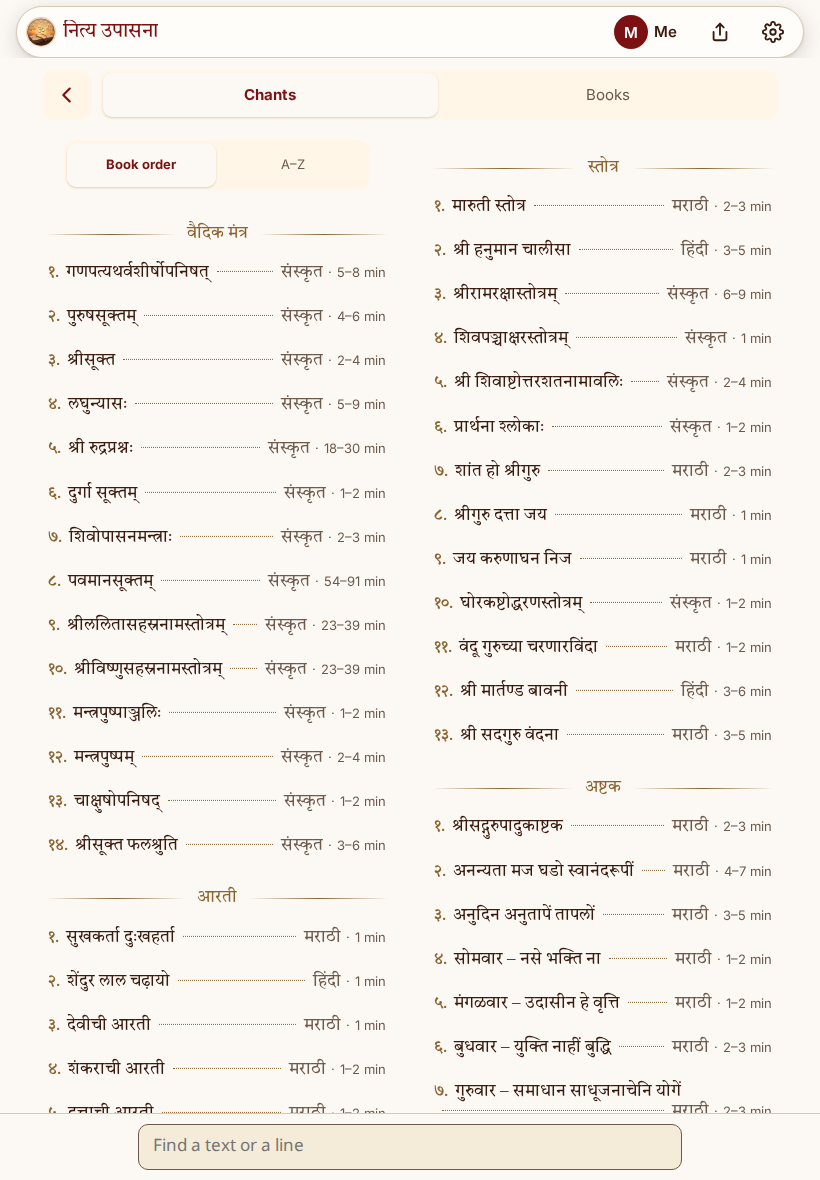 नित्य उपासना
M Me
Chants
Books
Book order
A–Z
वैदिक मंत्र
१. गणपत्यथर्वशीर्षोपनिषत् संस्कृत · 5–8 min
२. पुरुषसूक्तम् संस्कृत · 4–6 min
३. श्रीसूक्त संस्कृत · 2–4 min
४. लघुन्यासः संस्कृत · 5–9 min
५. श्री रुद्रप्रश्नः संस्कृत · 18–30 min
६. दुर्गा सूक्तम् संस्कृत · 1–2 min
७. शिवोपासनमन्त्राः संस्कृत · 2–3 min
८. पवमानसूक्तम् संस्कृत · 54–91 min
९. श्रीललितासहस्रनामस्तोत्रम् संस्कृत · 23–39 min
१०. श्रीविष्णुसहस्रनामस्तोत्रम् संस्कृत · 23–39 min
११. मन्त्रपुष्पाञ्जलिः संस्कृत · 1–2 min
१२. मन्त्रपुष्पम् संस्कृत · 2–4 min
१३. चाक्षुषोपनिषद् संस्कृत · 1–2 min
१४. श्रीसूक्त फलश्रुति संस्कृत · 3–6 min
आरती
१. सुखकर्ता दुःखहर्ता मराठी · 1 min
२. शेंदुर लाल चढ़ायो हिंदी · 1 min
३. देवीची आरती मराठी · 1 min
४. शंकराची आरती मराठी · 1–2 min
५. दत्ताची आरती मराठी · 1–2 min
स्तोत्र
१. मारुती स्तोत्र मराठी · 2–3 min
२. श्री हनुमान चालीसा हिंदी · 3–5 min
३. श्रीरामरक्षास्तोत्रम् संस्कृत · 6–9 min
४. शिवपञ्चाक्षरस्तोत्रम् संस्कृत · 1 min
५. श्री शिवाष्टोत्तरशतनामावलिः संस्कृत · 2–4 min
६. प्रार्थना श्लोकाः संस्कृत · 1–2 min
७. शांत हो श्रीगुरु मराठी · 2–3 min
८. श्रीगुरु दत्ता जय मराठी · 1 min
९. जय करुणाघन निज मराठी · 1 min
१०. घोरकष्टोद्धरणस्तोत्रम् संस्कृत · 1–2 min
११. वंदू गुरुच्या चरणारविंदा मराठी · 1–2 min
१२. श्री मार्तण्ड बावनी हिंदी · 3–6 min
१३. श्री सदगुरु वंदना मराठी · 3–5 min
अष्टक
१. श्रीसद्गुरुपादुकाष्टक मराठी · 2–3 min
२. अनन्यता मज घडो स्वानंदरूपीं मराठी · 4–7 min
३. अनुदिन अनुतापें तापलों मराठी · 3–5 min
४. सोमवार – नसे भक्ति ना मराठी · 1–2 min
५. मंगळवार – उदासीन हे वृत्ति मराठी · 1–2 min
६. बुधवार – युक्ति नाहीं बुद्धि मराठी · 2–3 min
७. गुरुवार – समाधान साधूजनाचेनि योगें
मराठी · 2–3 min
Find a text or a line